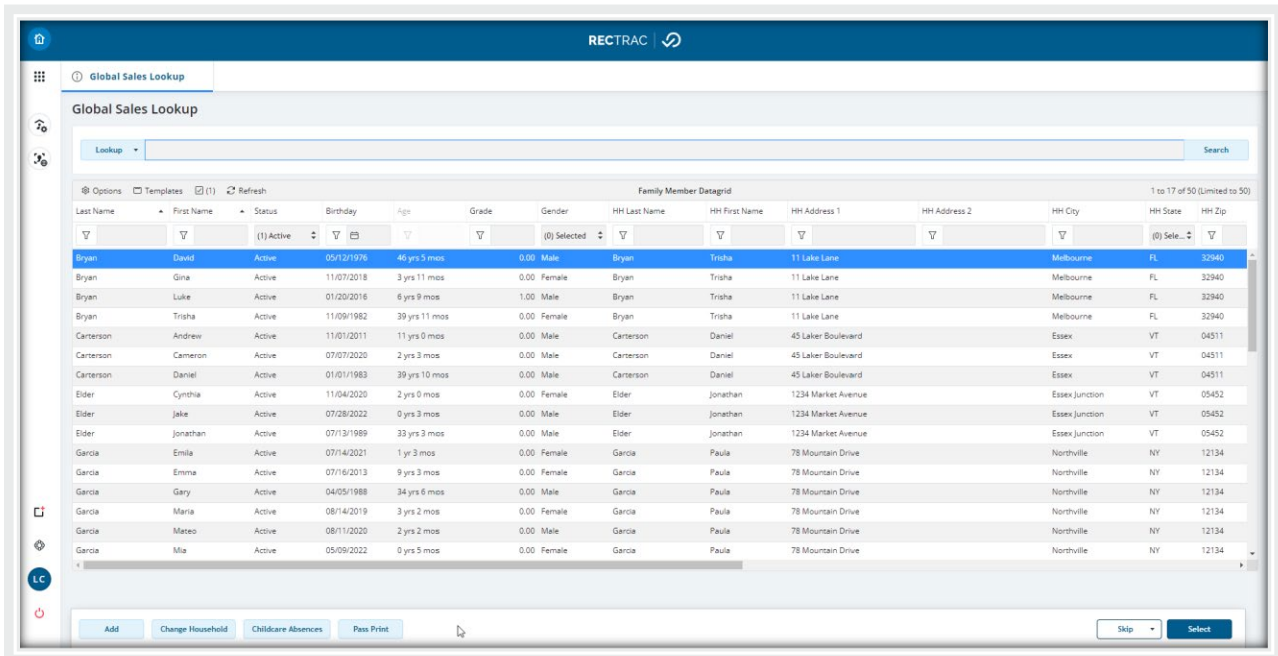 RECTRAC
Global Sales Lookup
Global Sales Lookup
Lookup Search
Options Templates (1) Refresh Family Member Datagrid 1 to 17 of 50 (Limited to 50)
Last Name First Name Status Birthday Age Grade Gender HH Last Name HH First Name HH Address 1 HH Address 2 HH City HH State HH Zip
(1) Active (0) Selected (0) Sele...
Bryan David Active 05/12/1976 46 yrs 5 mos 0.00 Male Bryan Trisha 11 Lake Lane Melbourne FL 32940
Bryan Gina Active 11/07/2018 3 yrs 11 mos 0.00 Female Bryan Trisha 11 Lake Lane Melbourne FL 32940
Bryan Luke Active 01/20/2016 6 yrs 9 mos 1.00 Male Bryan Trisha 11 Lake Lane Melbourne FL 32940
Bryan Trisha Active 11/09/1982 39 yrs 11 mos 0.00 Female Bryan Trisha 11 Lake Lane Melbourne FL 32940
Carterson Andrew Active 11/01/2011 11 yrs 0 mos 0.00 Male Carterson Daniel 45 Laker Boulevard Essex VT 04511
Carterson Cameron Active 07/07/2020 2 yrs 3 mos 0.00 Male Carterson Daniel 45 Laker Boulevard Essex VT 04511
Carterson Daniel Active 01/01/1983 39 yrs 10 mos 0.00 Male Carterson Daniel 45 Laker Boulevard Essex VT 04511
Elder Cynthia Active 11/04/2020 2 yrs 0 mos 0.00 Female Elder Jonathan 1234 Market Avenue Essex Junction VT 05452
Elder Jake Active 07/28/2022 0 yrs 3 mos 0.00 Male Elder Jonathan 1234 Market Avenue Essex Junction VT 05452
Elder Jonathan Active 07/13/1989 33 yrs 3 mos 0.00 Male Elder Jonathan 1234 Market Avenue Essex Junction VT 05452
Garcia Emila Active 07/14/2021 1 yr 3 mos 0.00 Female Garcia Paula 78 Mountain Drive Northville NY 12134
Garcia Emma Active 07/16/2013 9 yrs 3 mos 0.00 Female Garcia Paula 78 Mountain Drive Northville NY 12134
Garcia Gary Active 04/05/1988 34 yrs 6 mos 0.00 Male Garcia Paula 78 Mountain Drive Northville NY 12134
Garcia Maria Active 08/14/2019 3 yrs 2 mos 0.00 Female Garcia Paula 78 Mountain Drive Northville NY 12134
Garcia Mateo Active 08/11/2020 2 yrs 2 mos 0.00 Male Garcia Paula 78 Mountain Drive Northville NY 12134
Garcia Mia Active 05/09/2022 0 yrs 5 mos 0.00 Female Garcia Paula 78 Mountain Drive Northville NY 12134
LC
Add Change Household Childcare Absences Pass Print Skip Select